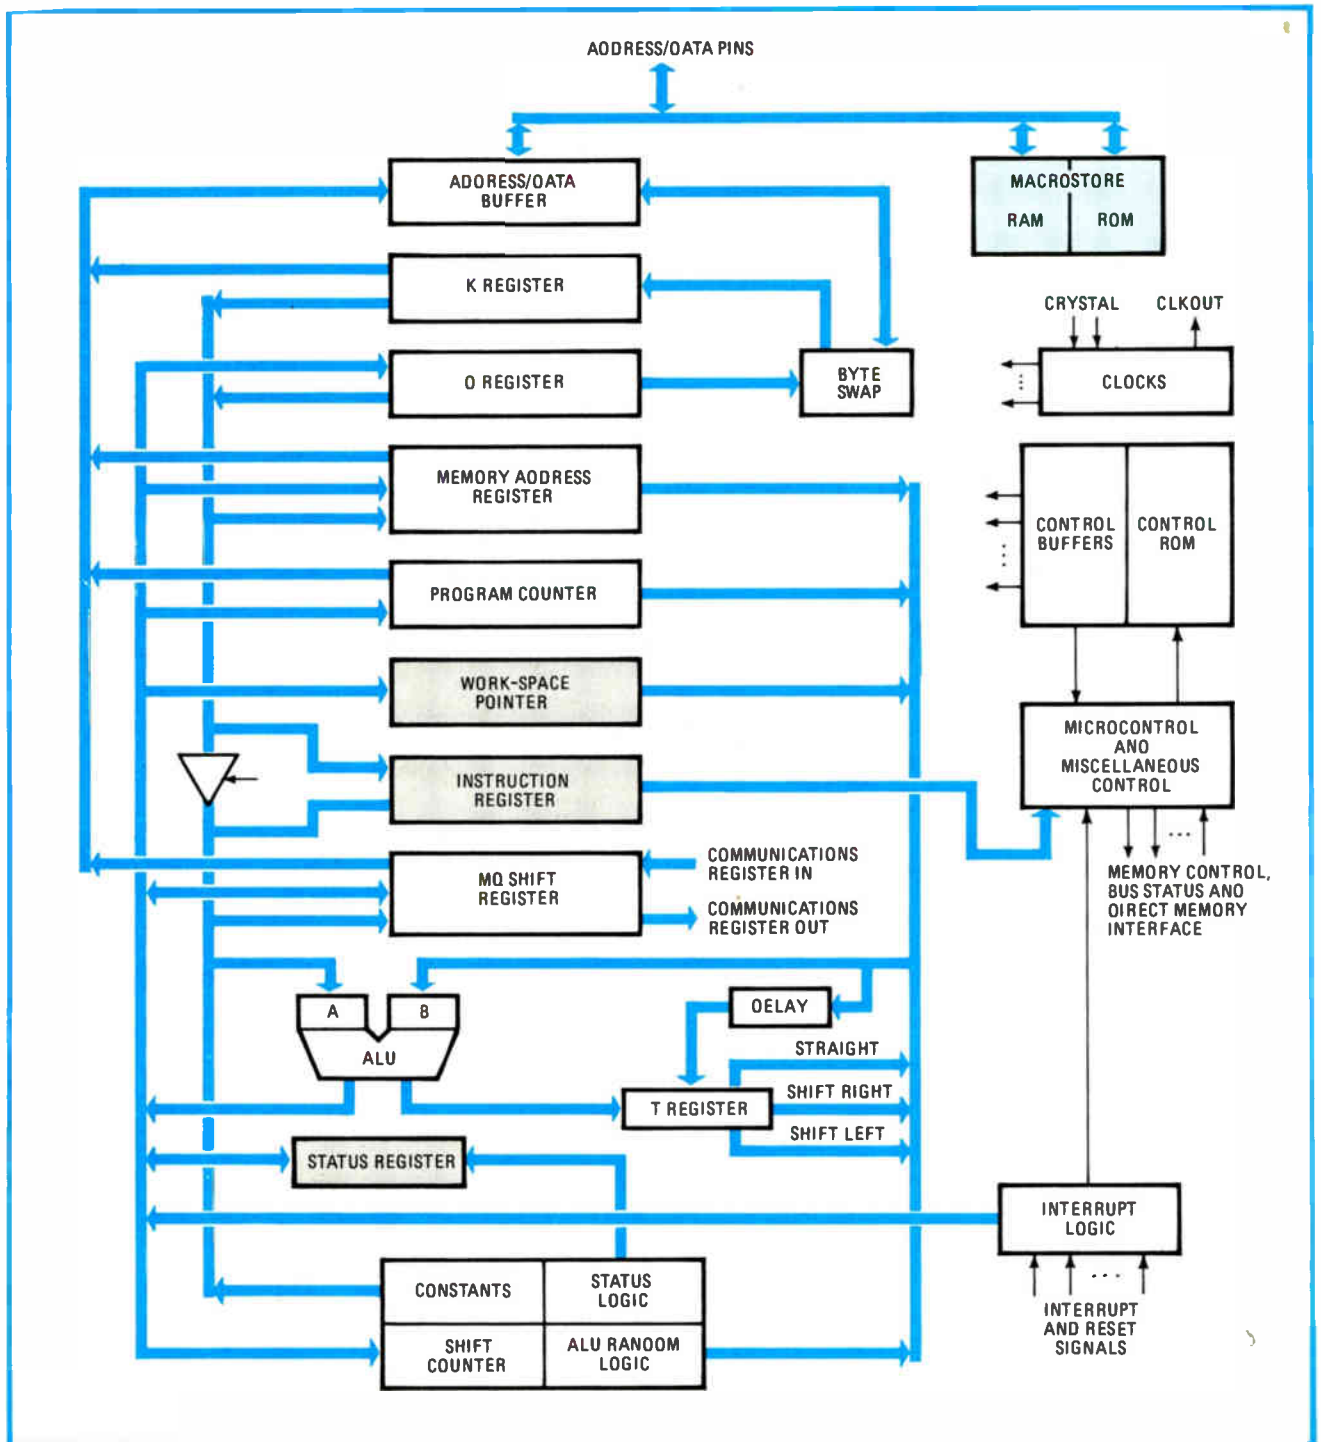 AODRESS/OATA PINS
ADORESS/OATA
BUFFER
MACROSTORE
RAM
ROM
K REGISTER
CRYSTAL
CLKOUT
O REGISTER
BYTE
SWAP
CLOCKS
MEMORY AODRESS
REGISTER
CONTROL
BUFFERS
CONTROL
ROM
PROGRAM COUNTER
WORK-SPACE
POINTER
MICROCONTROL
AND
MISCELLANEOUS
CONTROL
INSTRUCTION
REGISTER
MQ SHIFT
REGISTER
COMMUNICATIONS
REGISTER IN
COMMUNICATIONS
REGISTER OUT
MEMORY CONTROL,
BUS STATUS AND
OIRECT MEMORY
INTERFACE
A
B
ALU
OELAY
STRAIGHT
T REGISTER
SHIFT RIGHT
SHIFT LEFT
STATUS REGISTER
INTERRUPT
LOGIC
CONSTANTS
STATUS
LOGIC
SHIFT
COUNTER
ALU RANOOM
LOGIC
INTERRUPT
AND RESET
SIGNALS